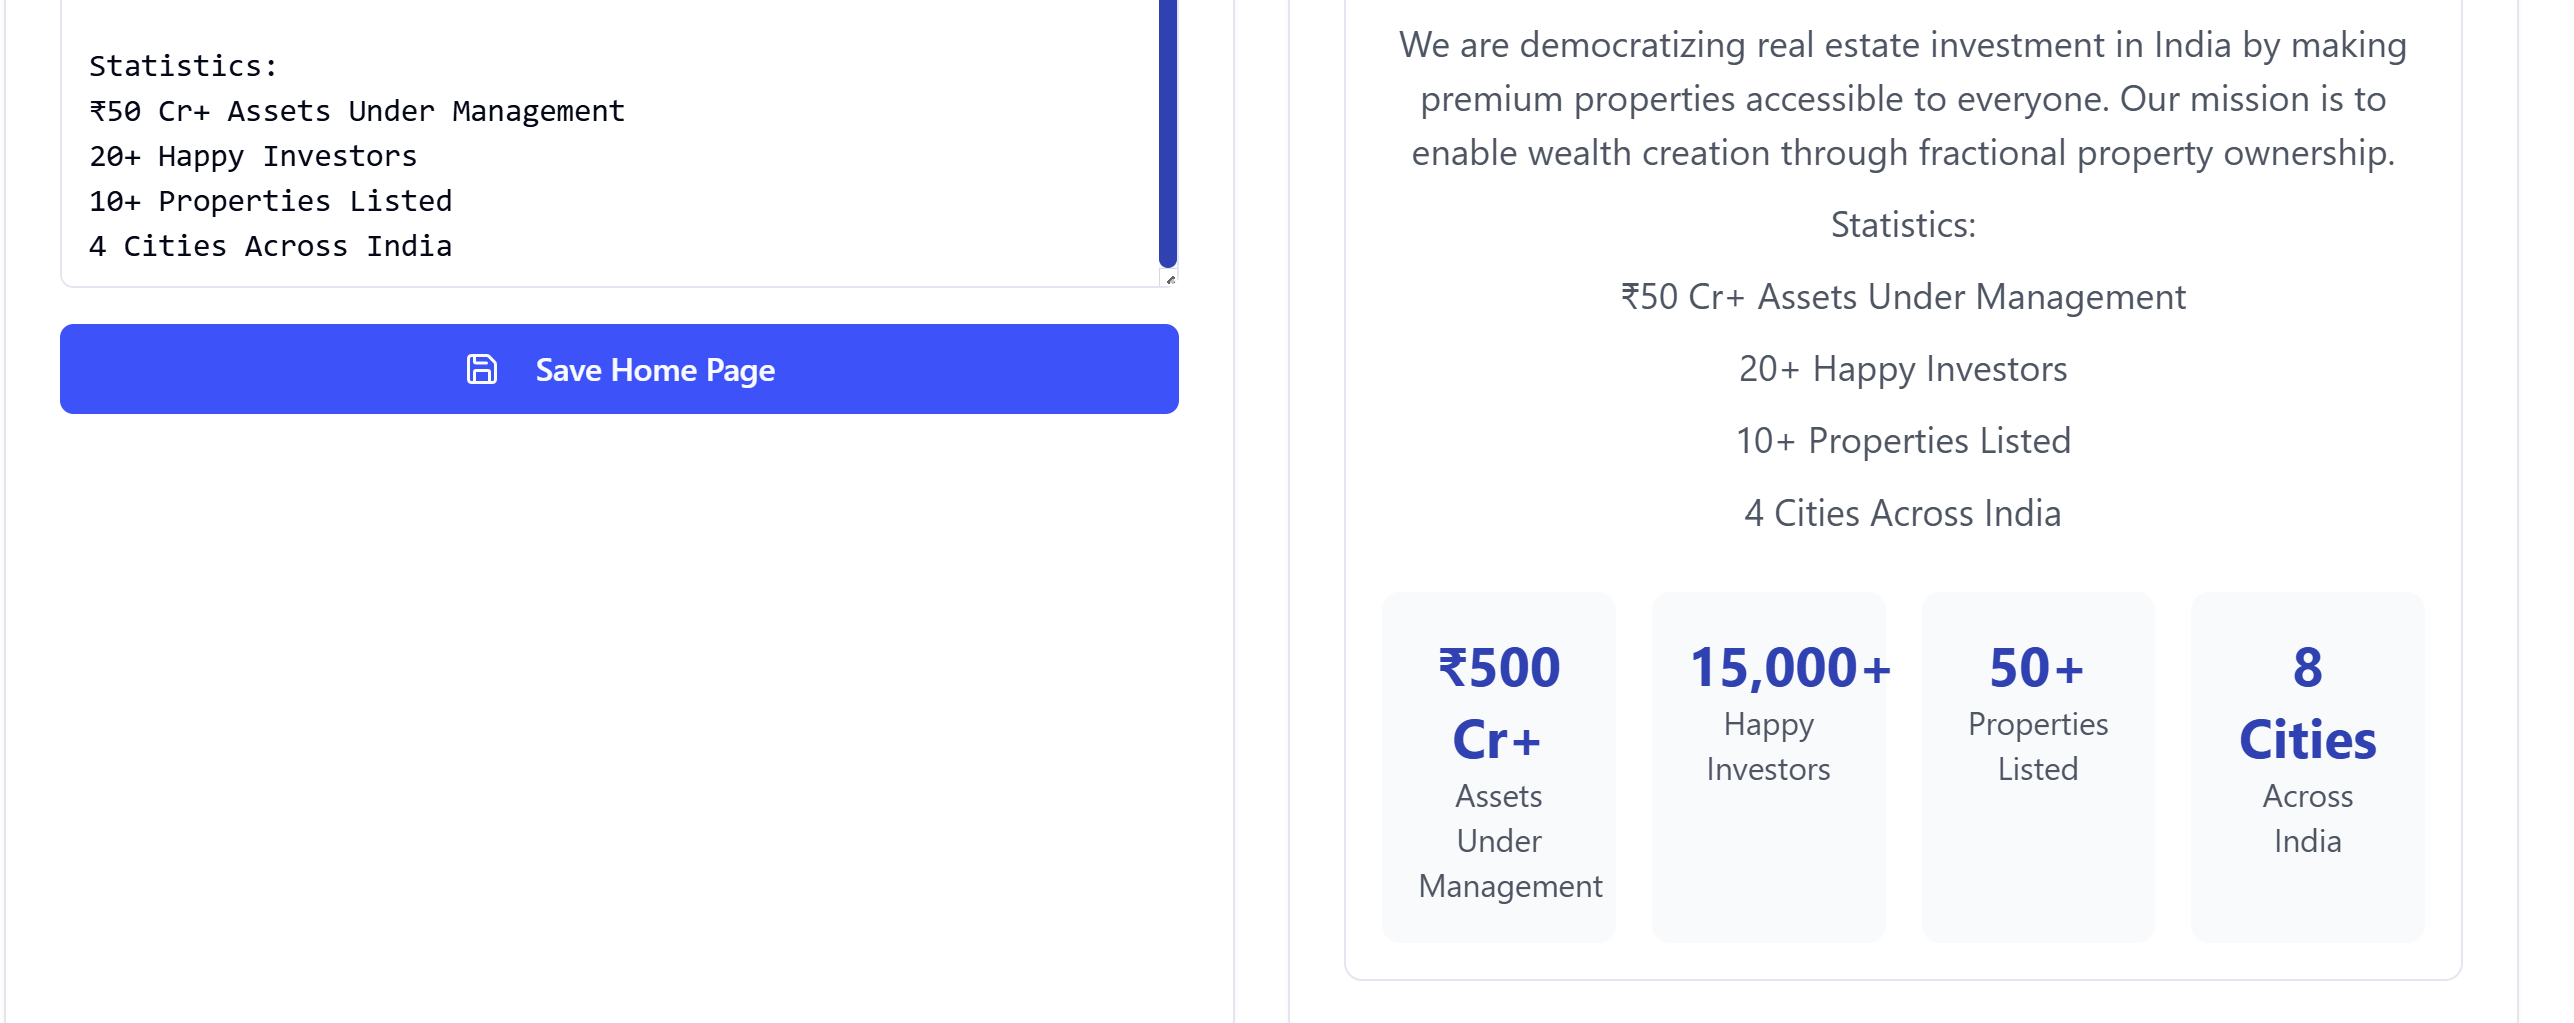 Statistics:
₹50 Cr+ Assets Under Management
20+ Happy Investors
10+ Properties Listed
4 Cities Across India
Save Home Page
We are democratizing real estate investment in India by making
premium properties accessible to everyone. Our mission is to
enable wealth creation through fractional property ownership.
Statistics:
₹50 Cr+ Assets Under Management
20+ Happy Investors
10+ Properties Listed
4 Cities Across India
₹500
Cr+
Assets
Under
Management
15,000+
Happy
Investors
50+
Properties
Listed
8
Cities
Across
India